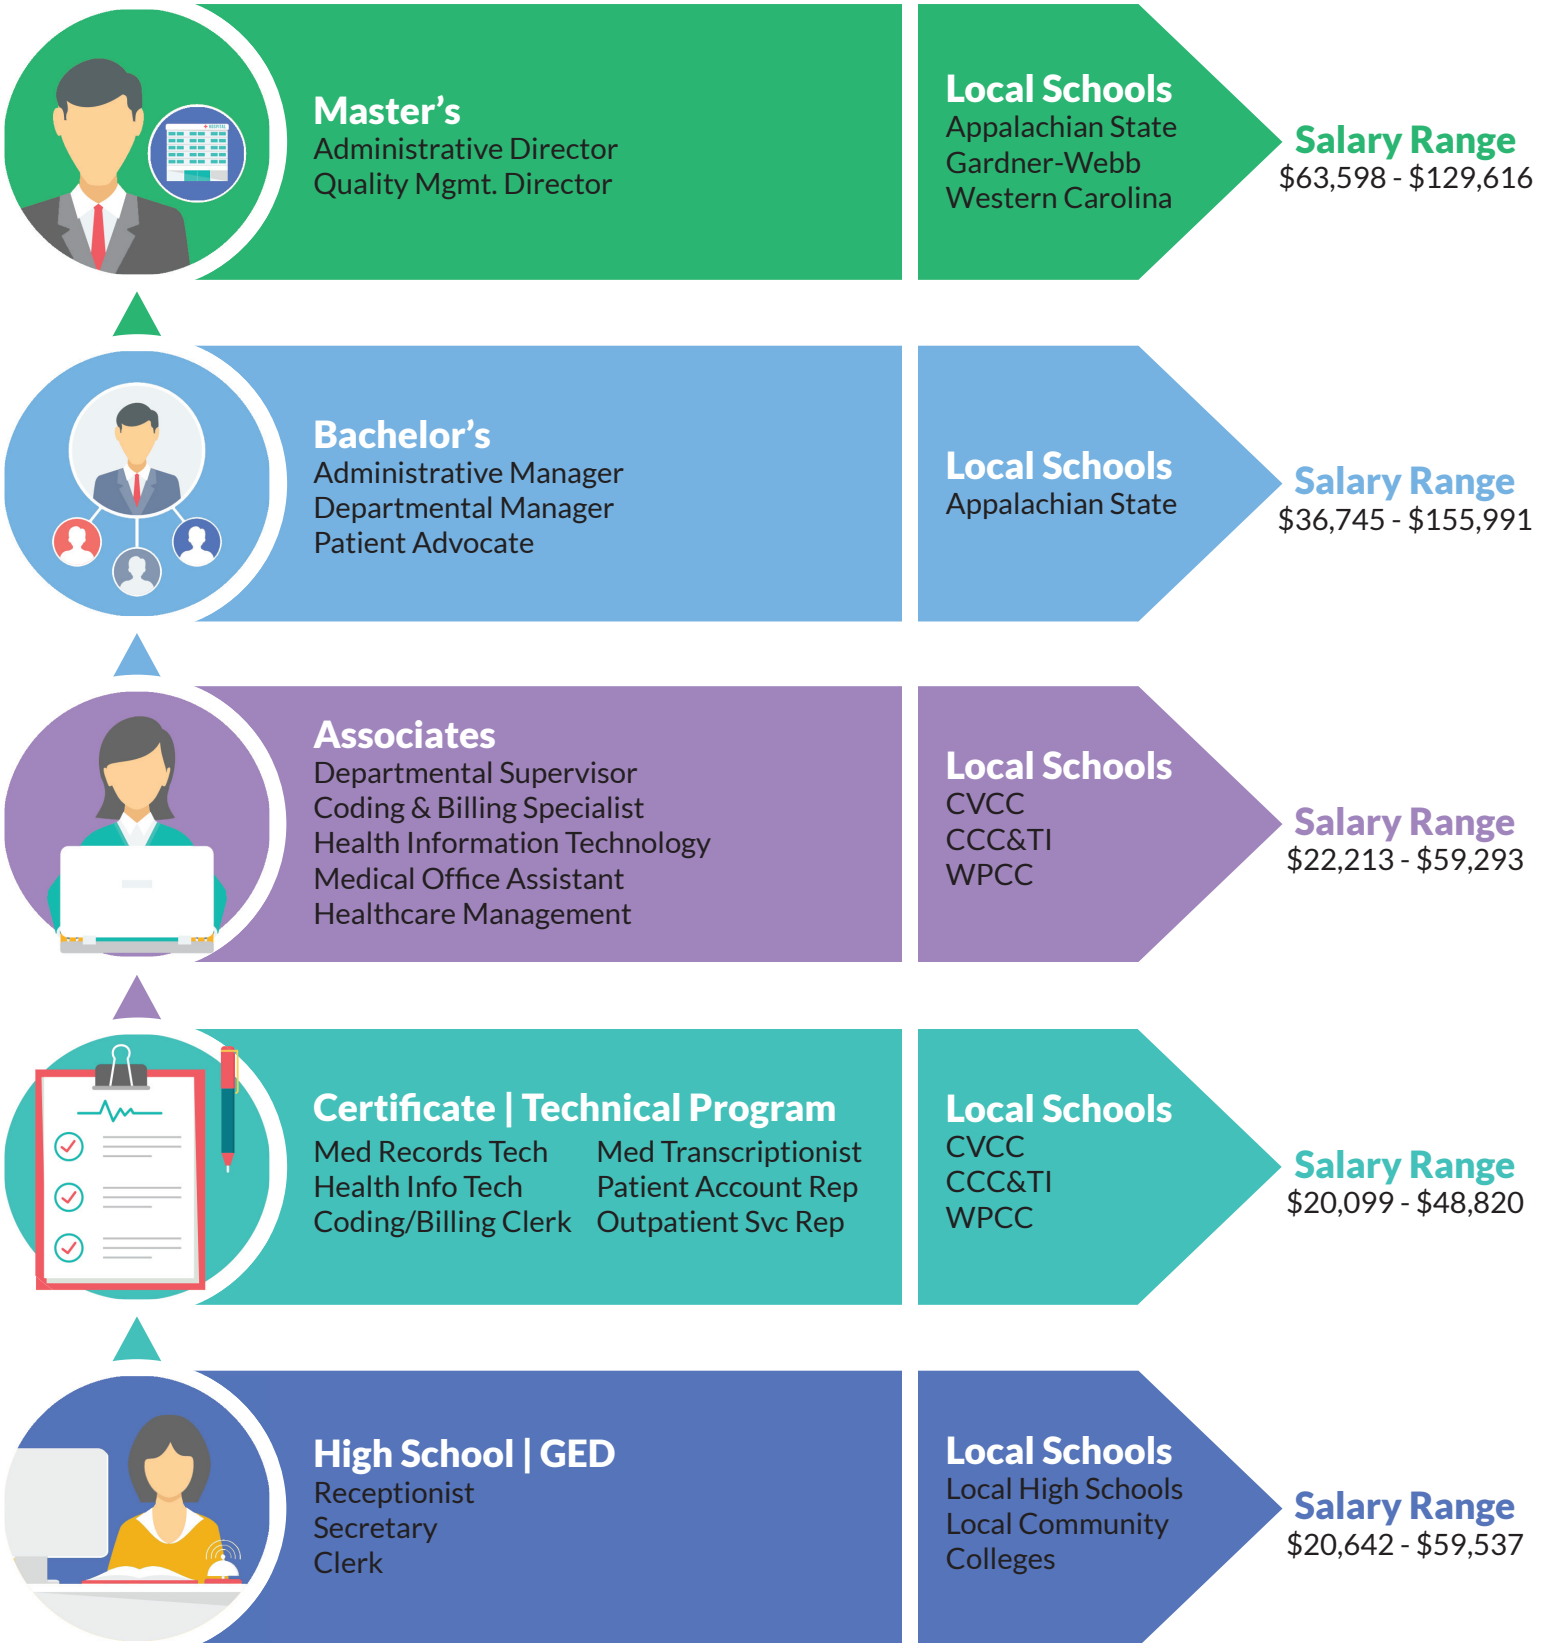 Master's
Administrative Director
Quality Mgmt. Director
HOSPITAL
Local Schools
Appalachian State
Gardner-Webb
Western Carolina
Salary Range
$63,598 - $129,616
Bachelor's
Administrative Manager
Departmental Manager
Patient Advocate
Local Schools
Appalachian State
Salary Range
$36,745 - $155,991
Associates
Departmental Supervisor
Coding & Billing Specialist
Health Information Technology
Medical Office Assistant
Healthcare Management
Local Schools
CVCC
CCC&TI
WPCC
Salary Range
$22,213 - $59,293
Certificate | Technical Program
Med Records Tech
Health Info Tech
Coding/Billing Clerk
Med Transcriptionist
Patient Account Rep
Outpatient Svc Rep
Local Schools
CVCC
CCC&TI
WPCC
Salary Range
$20,099 - $48,820
High School | GED
Receptionist
Secretary
Clerk
Local Schools
Local High Schools
Local Community
Colleges
Salary Range
$20,642 - $59,537